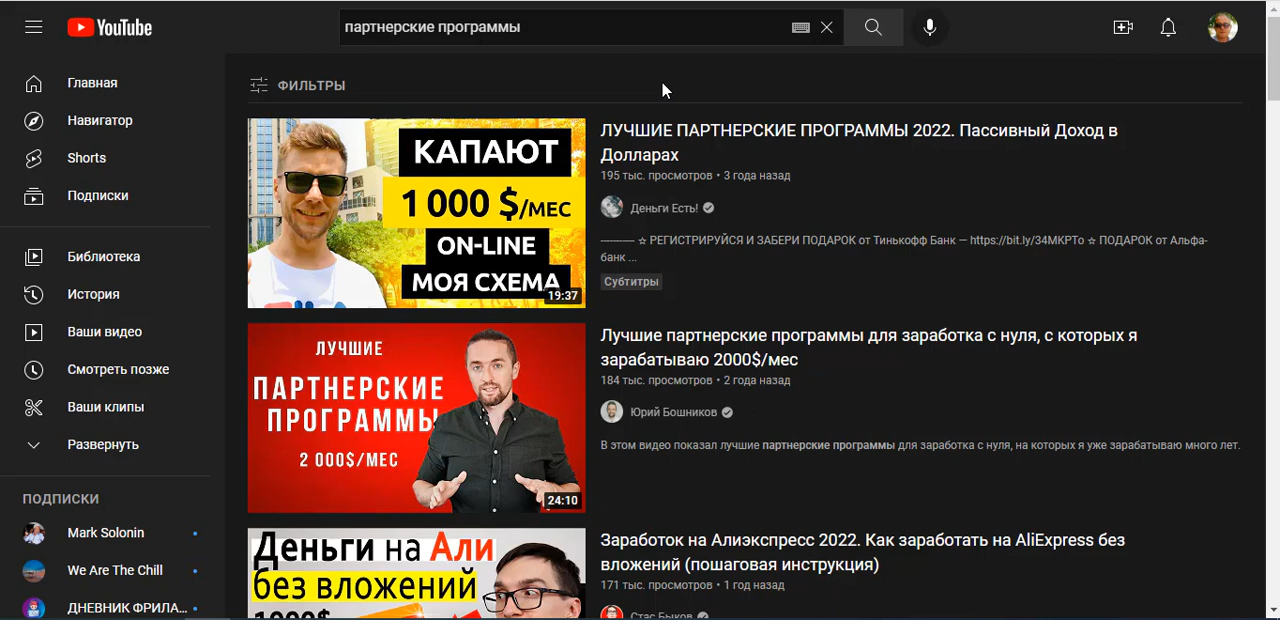 YouTube
партнерские программы
Главная
Навигатор
Shorts
Подписки
Библиотека
История
Ваши видео
Смотреть позже
Ваши клипы
Развернуть
ПОДПИСКИ
Mark Solonin
We Are The Chill
ДНЕВНИК ФРИЛА...
ФИЛЬТРЫ
КАПАЮТ
1 000 $/МЕС
ON-LINE
МОЯ СХЕМА
19:37
ЛУЧШИЕ ПАРТНЕРСКИЕ ПРОГРАММЫ 2022. Пассивный Доход в
Долларах
195 тыс. просмотров • 3 года назад
Деньги Есть!
---------- ☆ РЕГИСТРИРУЙСЯ И ЗАБЕРИ ПОДАРОК от Тинькофф Банк — https://bit.ly/34MKPTo ☆ ПОДАРОК от Альфа-
банк ...
Субтитры
ЛУЧШИЕ
ПАРТНЕРСКИЕ
ПРОГРАММЫ
2 000$/МЕС
24:10
Лучшие партнерские программы для заработка с нуля, с которых я
зарабатываю 2000$/мес
184 тыс. просмотров • 2 года назад
Юрий Бошников
В этом видео показал лучшие партнерские программы для заработка с нуля, на которых я уже зарабатываю много лет.
Деньги на Али
без вложений
1000$
Заработок на Алиэкспресс 2022. Как заработать на AliExpress без
вложений (пошаговая инструкция)
171 тыс. просмотров • 1 год назад
Стас Быков